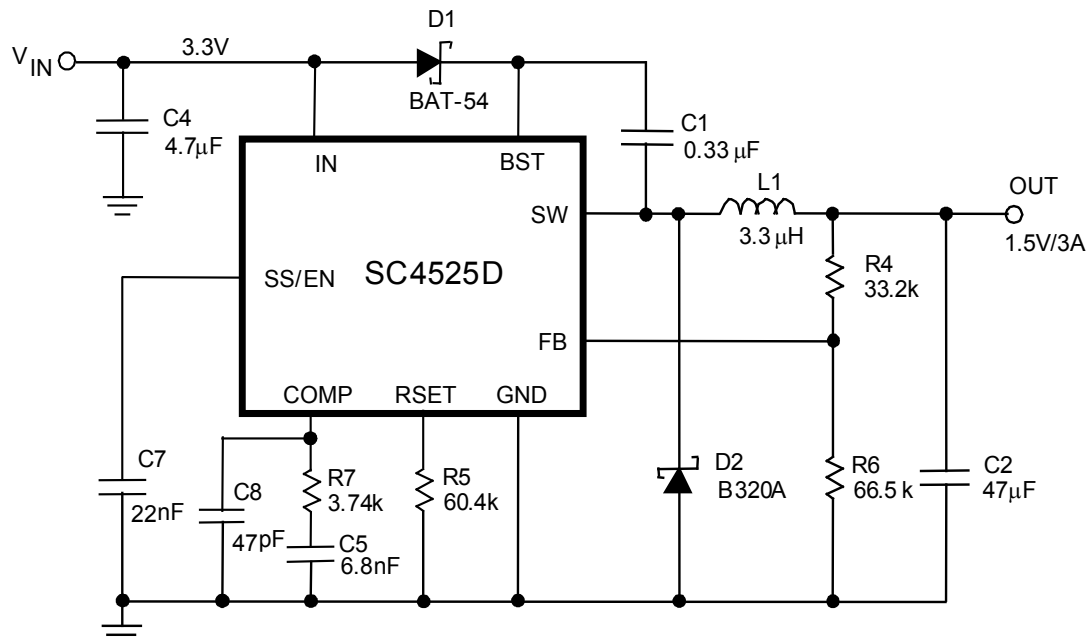 D1
VIN
3.3V
BAT-54
C4
4.7µF
C1
0.33 µF
IN
BST
L1
OUT
SW
3.3 µH
1.5V/3A
SS/EN
SC4525D
R4
33.2k
FB
COMP
RSET
GND
C7
22nF
C8
47pF
R7
3.74k
R5
60.4k
C5
6.8nF
D2
B320A
R6
66.5k
C2
47µF